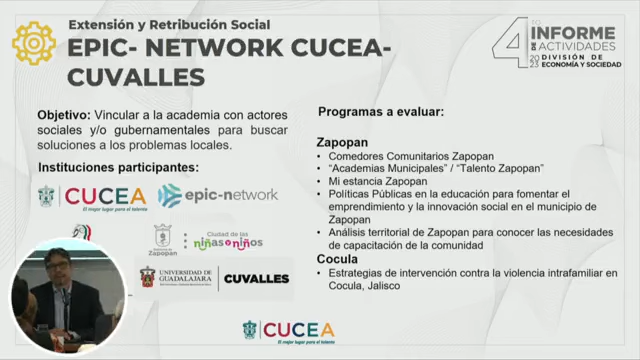 Extensión y Retribución Social
EPIC- NETWORK CUCEA-
CUVALLES
4TO INFORME
DE ACTIVIDADES
2023 DIVISIÓN DE
ECONOMÍA Y SOCIEDAD
Objetivo: Vincular a la academia con actores
sociales y/o gubernamentales para buscar
soluciones a los problemas locales.
Instituciones participantes:
CUCEA
El mejor lugar para el talento
epic-network
Zapopan
Ciudad de las
niñas y niños
UNIVERSIDAD DE
GUADALAJARA
CUVALLES
Programas a evaluar:
Zapopan
• Comedores Comunitarios Zapopan
• “Academias Municipales” / “Talento Zapopan”
• Mi estancia Zapopan
• Políticas Públicas en la educación para fomentar el
emprendimiento y la innovación social en el municipio de
Zapopan
• Análisis territorial de Zapopan para conocer las necesidades
de capacitación de la comunidad
Cocula
• Estrategias de intervención contra la violencia intrafamiliar en
Cocula, Jalisco
CUCEA
El mejor lugar para el talento